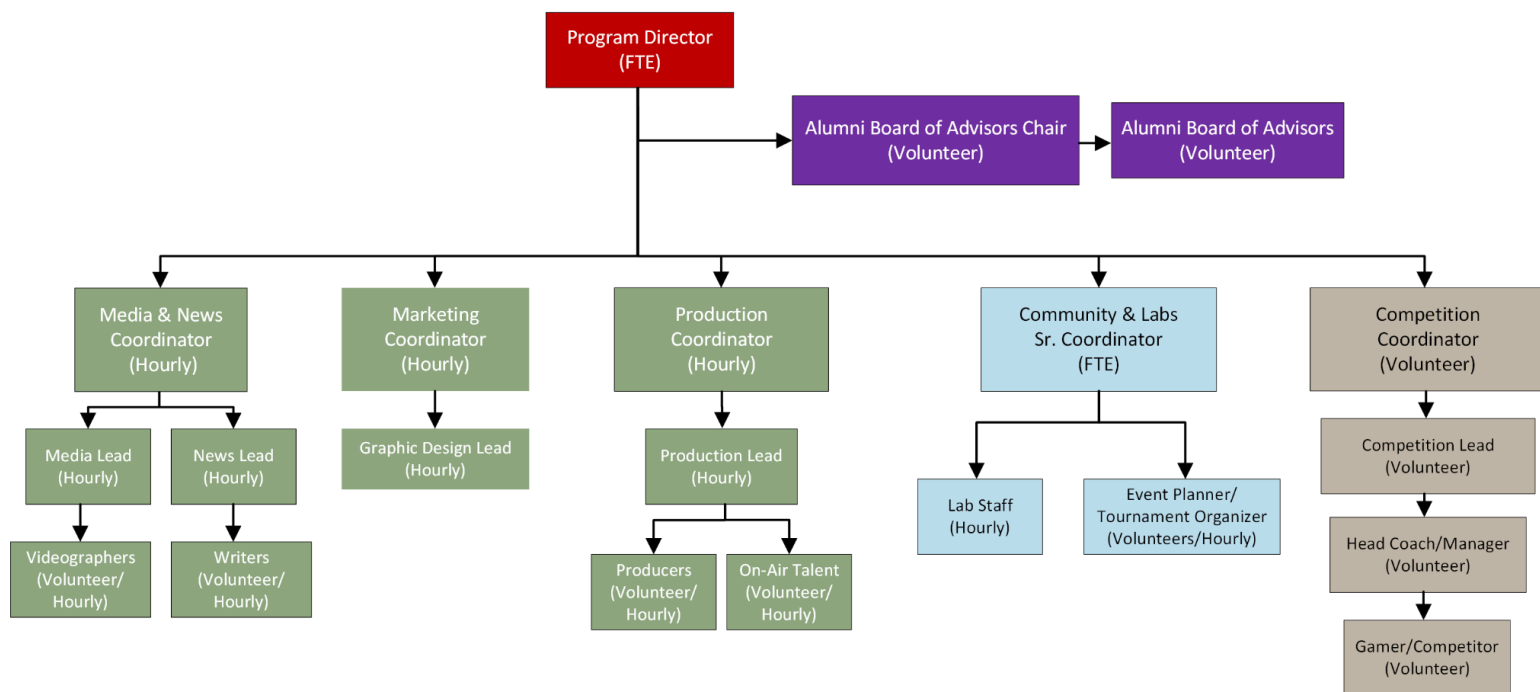 Program Director
(FTE)
Alumni Board of Advisors Chair
(Volunteer)
Alumni Board of Advisors
(Volunteer)
Media & News
Coordinator
(Hourly)
Marketing
Coordinator
(Hourly)
Production
Coordinator
(Hourly)
Community & Labs
Sr. Coordinator
(FTE)
Competition
Coordinator
(Volunteer)
Media Lead
(Hourly)
News Lead
(Hourly)
Graphic Design Lead
(Hourly)
Production Lead
(Hourly)
Lab Staff
(Hourly)
Event Planner/
Tournament Organizer
(Volunteers/Hourly)
Competition Lead
(Volunteer)
Videographers
(Volunteer/
Hourly)
Writers
(Volunteer/
Hourly)
Producers
(Volunteer/
Hourly)
On-Air Talent
(Volunteer/
Hourly)
Head Coach/Manager
(Volunteer)
Gamer/Competitor
(Volunteer)